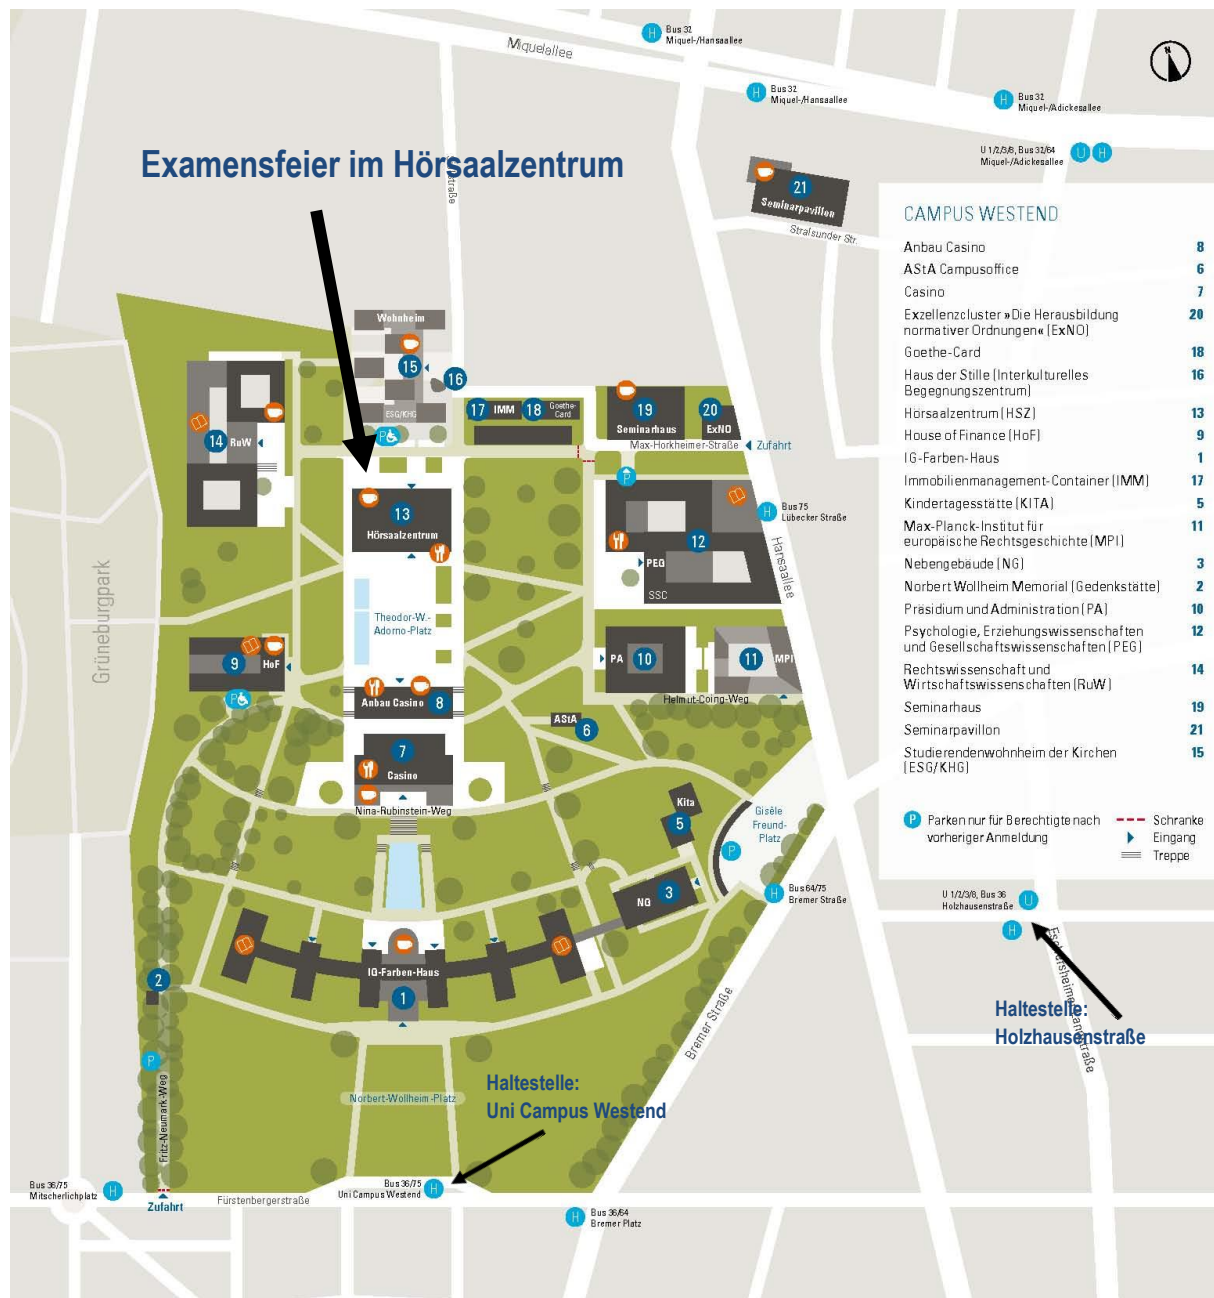 Bus 32
Miquel-/Hansaallee
Miquelallee
N
Bus 32
Miquel-/Hansaallee
Bus 32
Miquel-/Adickesallee
U 1/2/3/8, Bus 32/64
Miquel-/Adickesallee
Examensfeier im Hörsaalzentrum
21
Seminarpavillon
Stralsunder Str.
CAMPUS WESTEND
Anbau Casino 8
AStA Campusoffice 6
Casino 7
Exzellenzcluster »Die Herausbildung 20
normativer Ordnungen« (ExNO)
Goethe-Card 18
Haus der Stille (Interkulturelles 16
Begegnungszentrum)
Hörsaalzentrum (HSZ) 13
House of Finance (HoF) 9
IG-Farben-Haus 1
Immobilienmanagement-Container (IMM) 17
Kindertagesstätte (KITA) 5
Max-Planck-Institut für 11
europäische Rechtsgeschichte (MPI)
Nebengebäude (NG) 3
Norbert Wollheim Memorial (Gedenkstätte) 2
Präsidium und Administration (PA) 10
Psychologie, Erziehungswissenschaften 12
und Gesellschaftswissenschaften (PEG)
Rechtswissenschaft und 14
Wirtschaftswissenschaften (RuW)
Seminarhaus 19
Seminarpavillon 21
Studierendenwohnheim der Kirchen 15
(ESG/KHG)
P Parken nur für Berechtigte nach
vorheriger Anmeldung
Schranke
Eingang
Treppe
Wohnheim
15
16
ESG/KHG
P
17 IMM 18 Goethe-
Card
19
Seminarhaus
20
ExNO
Max-Horkheimer-Straße
Zufahrt
14 RuW
13
Hörsaalzentrum
P
Bus 75
Lübecker Straße
12
PEG
SSC
Hansaallee
Grüneburgpark
Theodor-W.-
Adorno-Platz
9 HoF
P
PA 10
11 MPI
Helmut-Coing-Weg
Anbau Casino 8
AStA
6
7
Casino
Nina-Rubinstein-Weg
Kita
5
Gisèle
Freund-
Platz
P
NG 3
Bus 64/75
Bremer Straße
U 1/2/3/8, Bus 36
Holzhausenstraße
IG-Farben-Haus
1
2
Bremer Straße
Eschersheimer Landstraße
Haltestelle:
Holzhausenstraße
P
Fritz-Neumark-Weg
Norbert-Wollheim-Platz
Haltestelle:
Uni Campus Westend
Bus 36/75
Mitscherlichplatz
Zufahrt
Fürstenbergerstraße
Bus 36/75
Uni Campus Westend
Bus 36/64
Bremer Platz